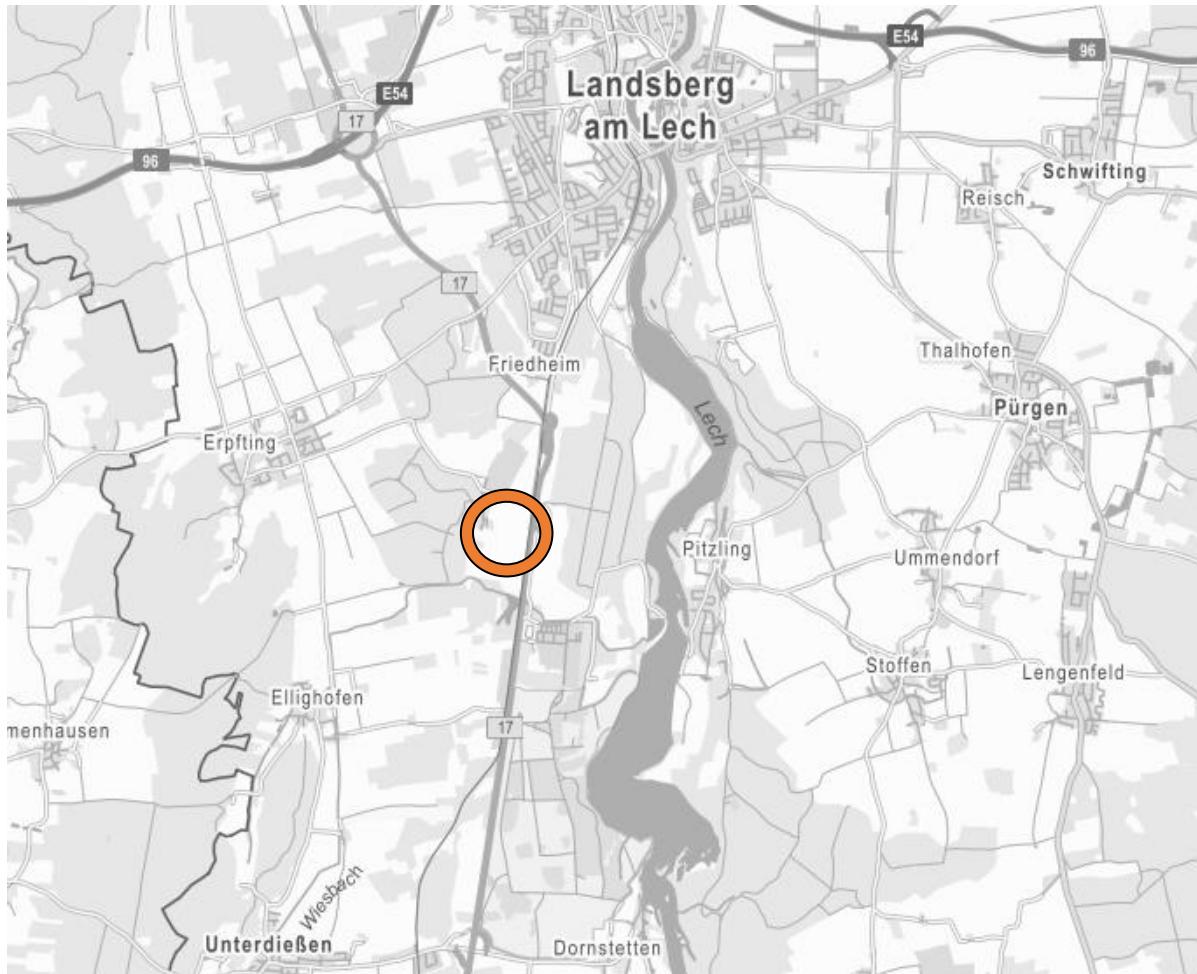 E54
96
E54
Landsberg
am Lech
17
96
Schwifting
Reisch
17
Thalhofen
Friedheim
Lech
Pürgen
Erpfting
Pitzling
Ummendorf
Stoffen
Lengenfeld
Ellighofen
menhausen
17
Wiesbach
Unterdießen
Dornstetten